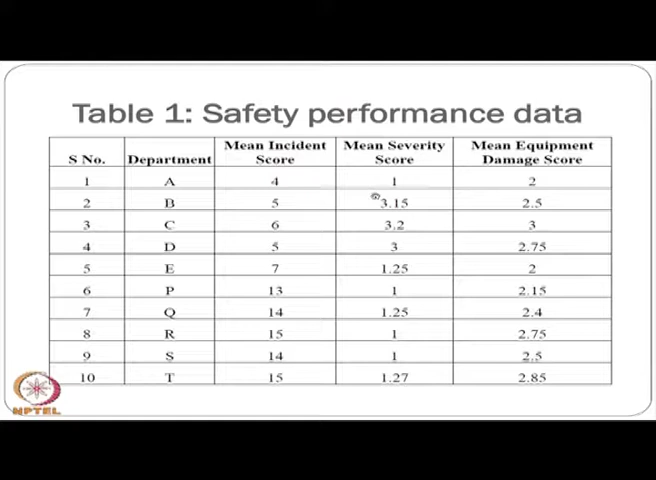 Table 1: Safety performance data
S No. Department Mean Incident Score Mean Severity Score Mean Equipment Damage Score
1 A 4 1 2
2 B 5 3.15 2.5
3 C 6 3.2 3
4 D 5 3 2.75
5 E 7 1.25 2
6 P 13 1 2.15
7 Q 14 1.25 2.4
8 R 15 1 2.75
9 S 14 1 2.5
10 T 15 1.27 2.85
NPTEL